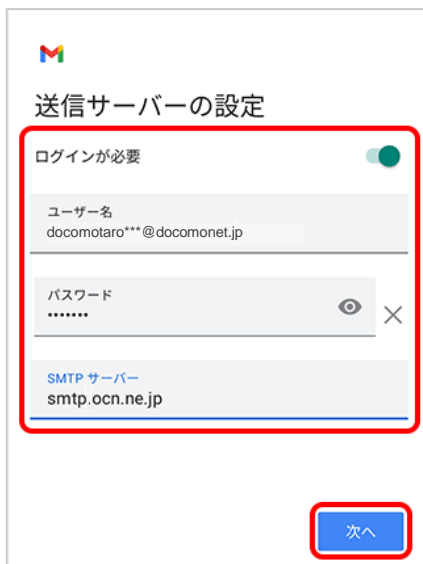 送信サーバーの設定
ログインが必要
ユーザー名
docomotaro***@docomonet.jp
パスワード
•••••••
SMTP サーバー
smtp.ocn.ne.jp
次へ